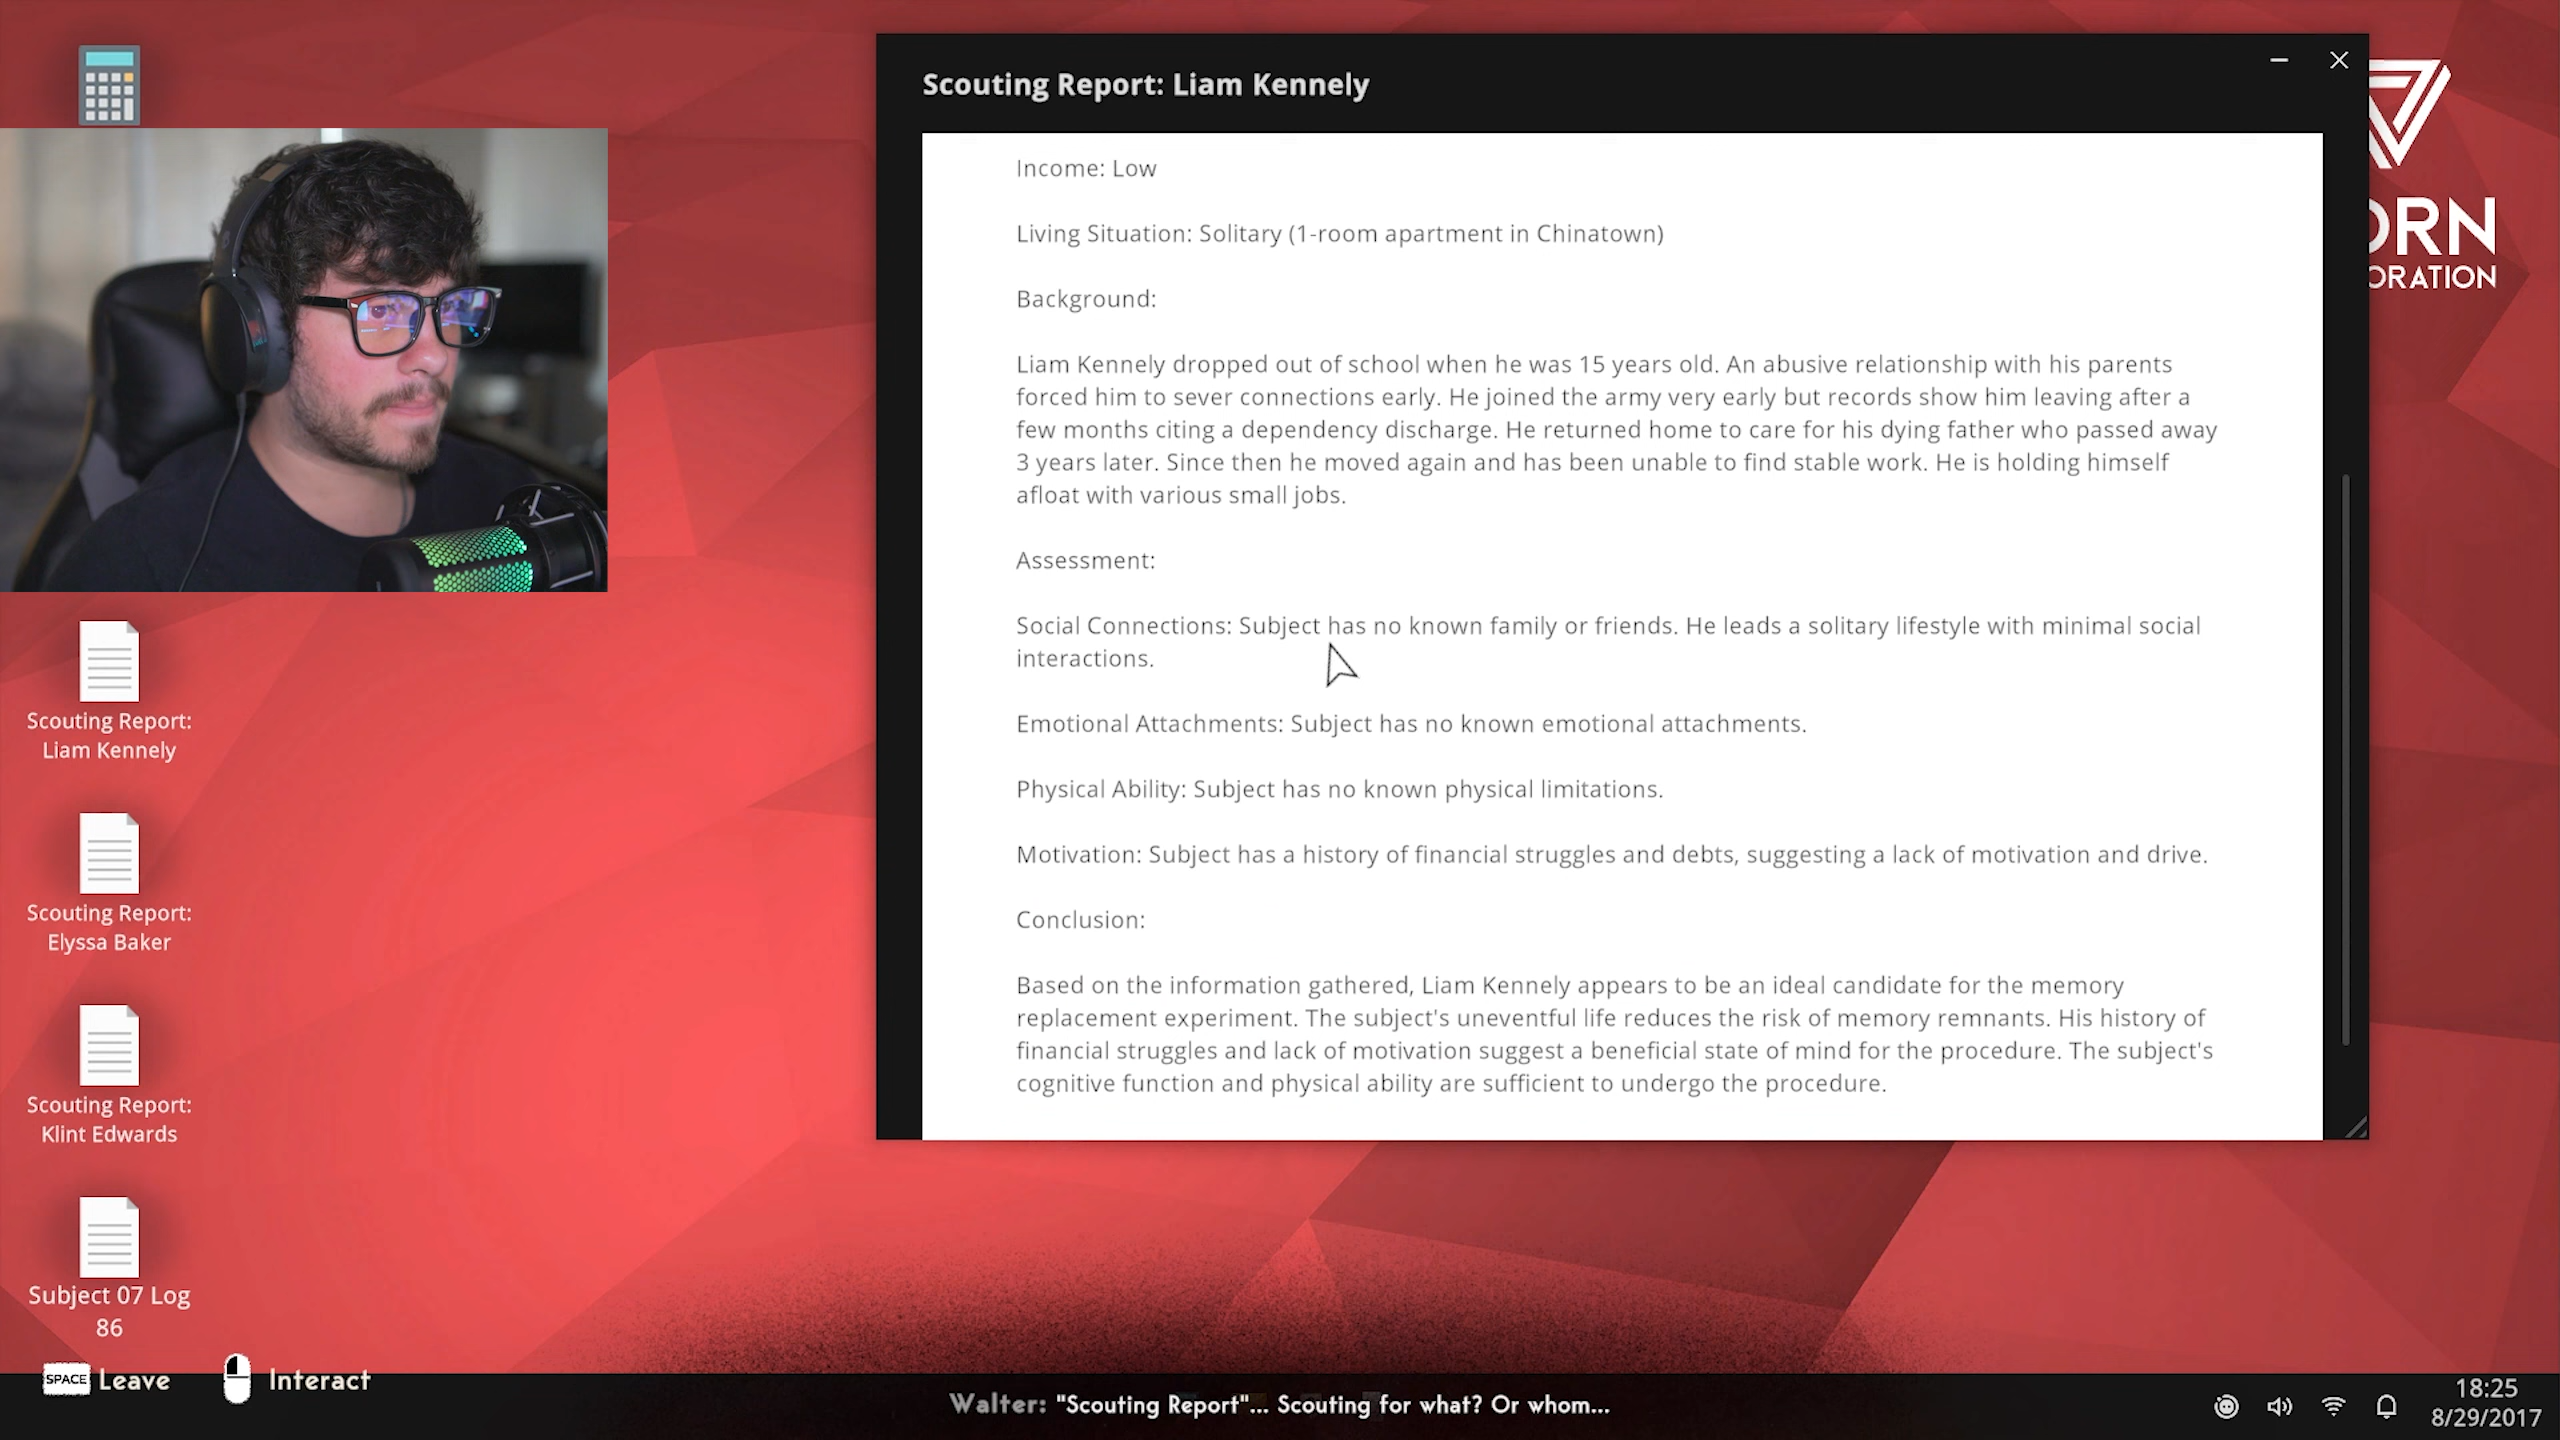 Scouting Report: Liam Kennely
Income: Low
Living Situation: Solitary (1-room apartment in Chinatown)
Background:
Liam Kennely dropped out of school when he was 15 years old. An abusive relationship with his parents
forced him to sever connections early. He joined the army very early but records show him leaving after a
few months citing a dependency discharge. He returned home to care for his dying father who passed away
3 years later. Since then he moved again and has been unable to find stable work. He is holding himself
afloat with various small jobs.
Assessment:
Social Connections: Subject has no known family or friends. He leads a solitary lifestyle with minimal social
interactions.
Emotional Attachments: Subject has no known emotional attachments.
Physical Ability: Subject has no known physical limitations.
Motivation: Subject has a history of financial struggles and debts, suggesting a lack of motivation and drive.
Conclusion:
Based on the information gathered, Liam Kennely appears to be an ideal candidate for the memory
replacement experiment. The subject's uneventful life reduces the risk of memory remnants. His history of
financial struggles and lack of motivation suggest a beneficial state of mind for the procedure. The subject's
cognitive function and physical ability are sufficient to undergo the procedure.
ORN
ORATION
Scouting Report:
Liam Kennely
Scouting Report:
Elyssa Baker
Scouting Report:
Klint Edwards
Subject 07 Log
86
SPACE Leave Interact
Walter: "Scouting Report"... Scouting for what? Or whom...
18:25
8/29/2017